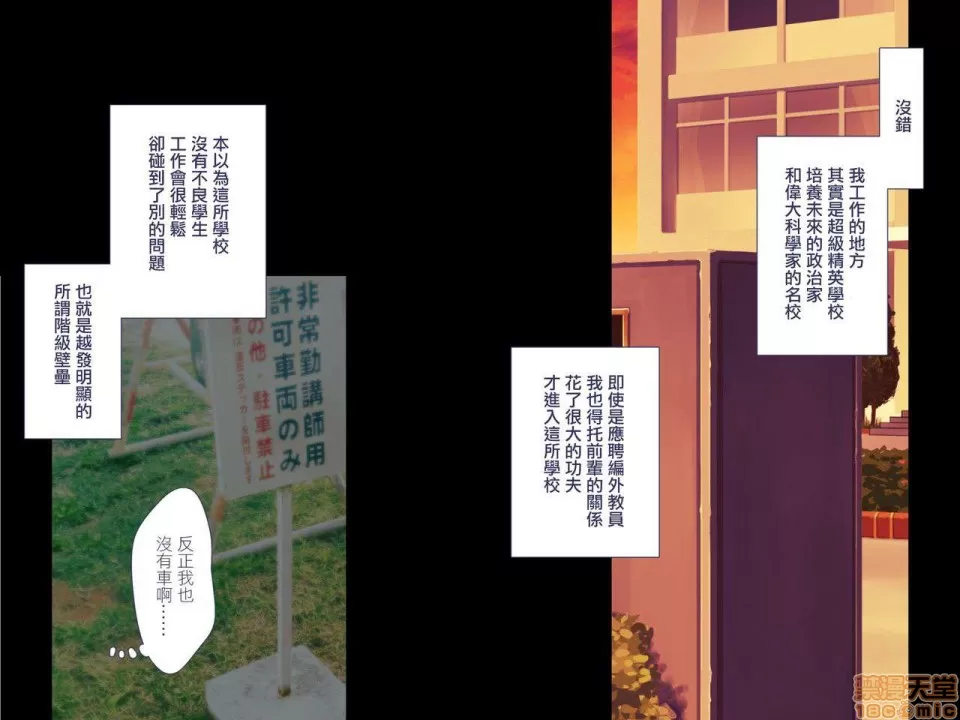 沒錯
我工作的地方
其實是超級精英學校
培養未來的政治家
和偉大科學家的名校
即使是應聘編外教員
我也得托前輩的關係
花了很大的功夫
才進入這所學校
本以為這所學校
沒有不良學生
工作會很輕鬆
卻碰到了別的問題
也就是越發明顯的
所謂階級壁壘
非常勤講師用
許可車両のみ
の他・駐車禁止
反正我也
沒有車啊……
禁漫天堂
18comic